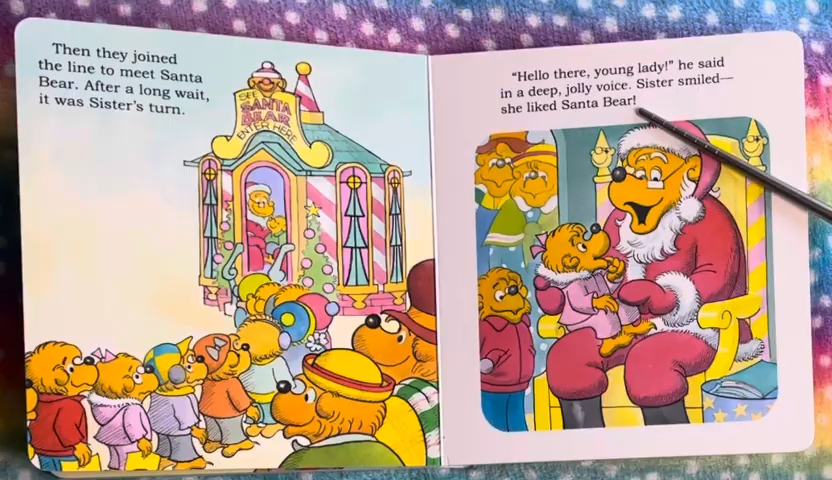 Then they joined
the line to meet Santa
Bear. After a long wait,
it was Sister's turn.
SEE
SANTA
BEAR
ENTER HERE
"Hello there, young lady!" he said
in a deep, jolly voice. Sister smiled—
she liked Santa Bear!